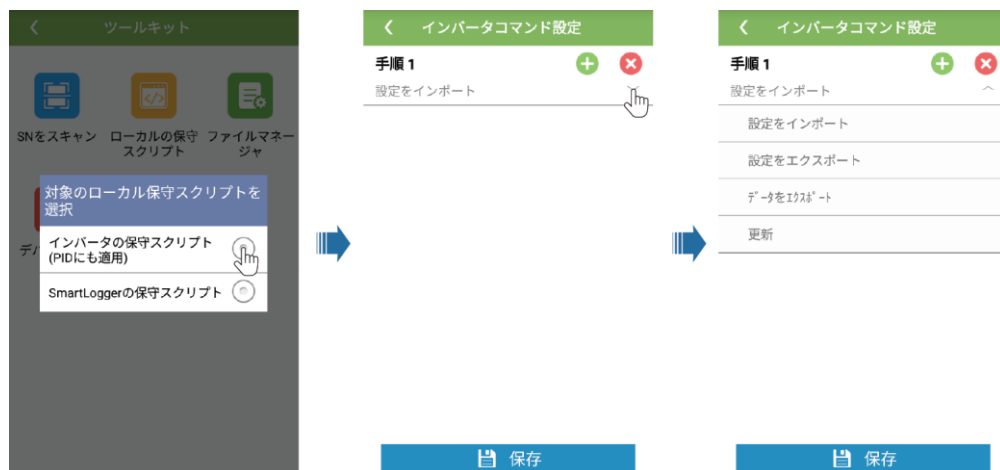 ツールキット
SNをスキャン
ローカルの保守
スクリプト
ファイルマネー
ジャ
デバ
対象のローカル保守スクリプトを
選択
インバータの保守スクリプト
(PIDにも適用)
SmartLoggerの保守スクリプト
インバータコマンド設定
手順 1
設定をインポート
保存
インバータコマンド設定
手順 1
設定をインポート
設定をインポート
設定をエクスポート
ﾃﾞｰﾀをｴｸｽﾎﾟｰﾄ
更新
保存